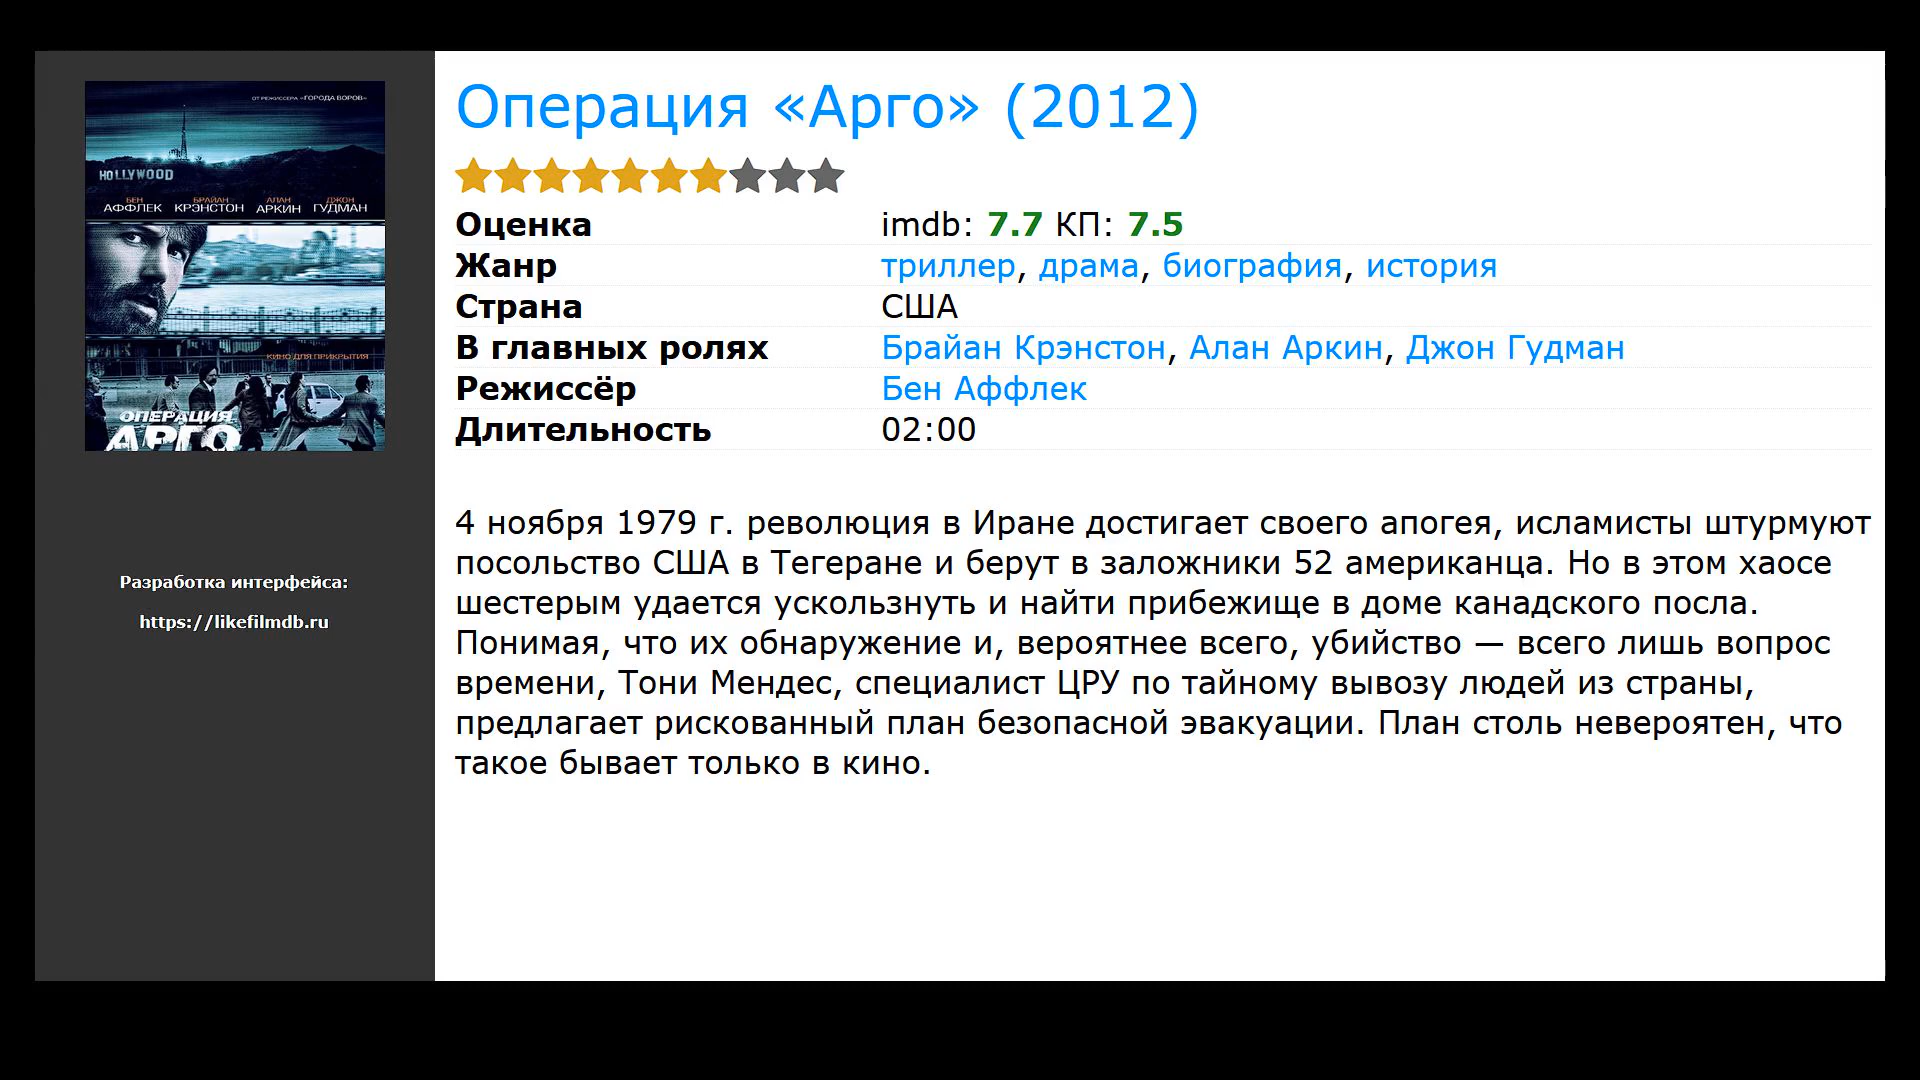 ОТ РЕЖИССЕРА «ГОРОДА ВОРОВ»
HOLLYWOOD
БЕН АФФЛЕК БРАЙАН КРЭНСТОН АЛАН АРКИН ДЖОН ГУДМАН
КИНО ДЛЯ ПРИКРЫТИЯ
ОПЕРАЦИЯ
АРГО
Разработка интерфейса:
https://likefilmdb.ru
Операция «Арго» (2012)
Оценка imdb: 7.7 КП: 7.5
Жанр триллер, драма, биография, история
Страна США
В главных ролях Брайан Крэнстон, Алан Аркин, Джон Гудман
Режиссёр Бен Аффлек
Длительность 02:00
4 ноября 1979 г. революция в Иране достигает своего апогея, исламисты штурмуют
посольство США в Тегеране и берут в заложники 52 американца. Но в этом хаосе
шестерым удается ускользнуть и найти прибежище в доме канадского посла.
Понимая, что их обнаружение и, вероятнее всего, убийство — всего лишь вопрос
времени, Тони Мендес, специалист ЦРУ по тайному вывозу людей из страны,
предлагает рискованный план безопасной эвакуации. План столь невероятен, что
такое бывает только в кино.